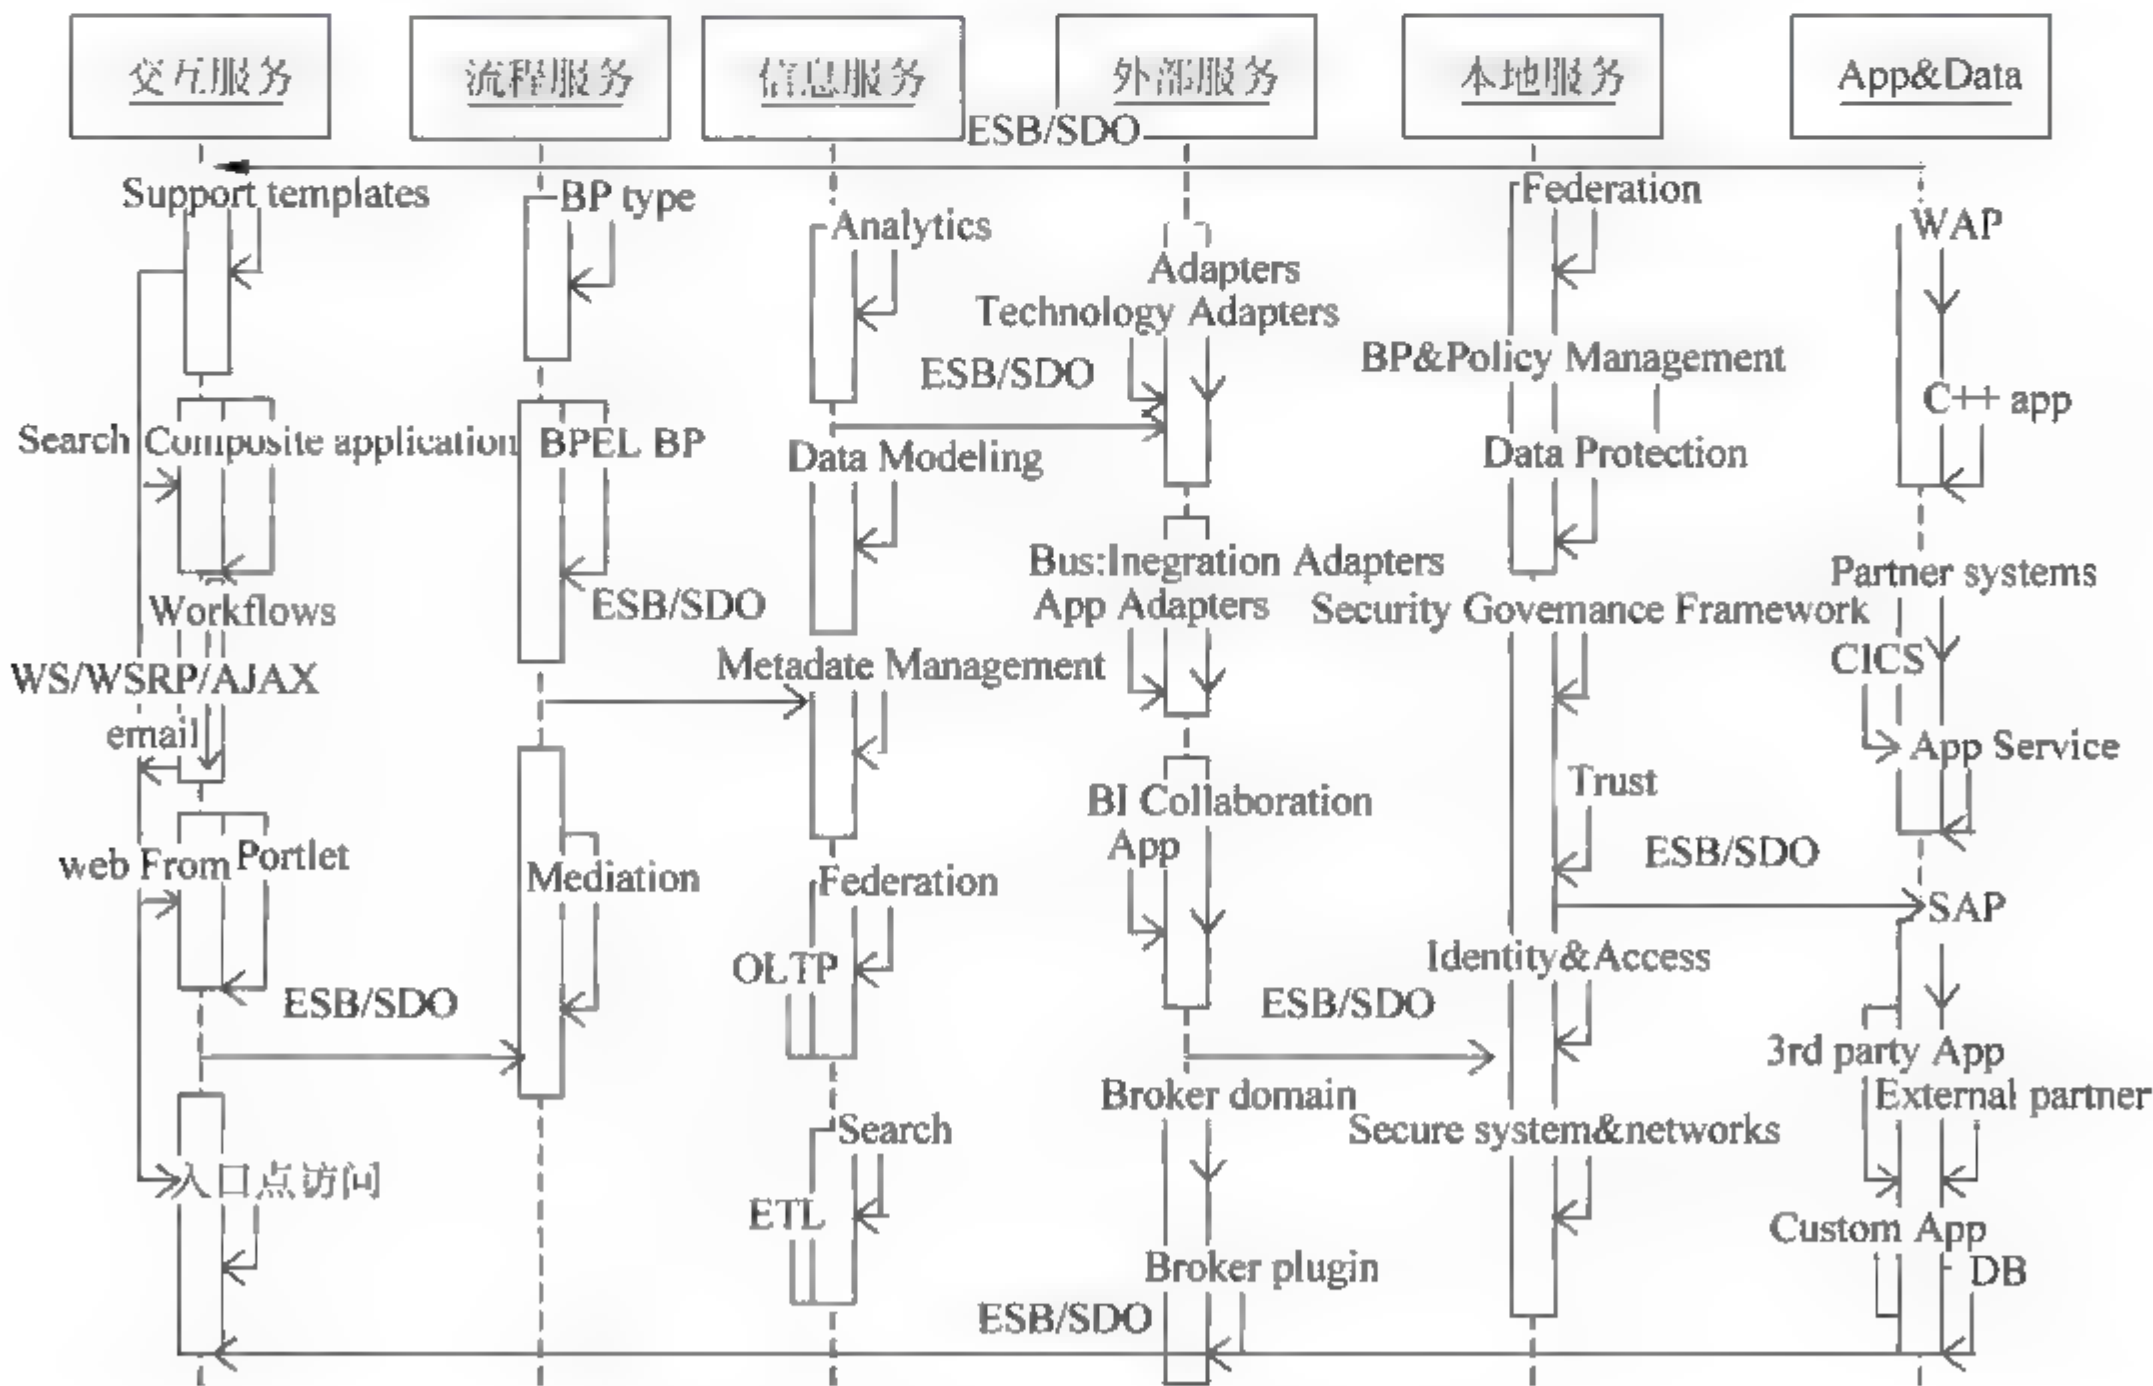 交互服务
流程服务
信息服务
外部服务
本地服务
App&Data
ESB/SDO
Support templates
BP type
Federation
Analytics
WAP
Adapters
Technology Adapters
BP&Policy Management
ESB/SDO
C++ app
Search Composite application
BPEL BP
Data Modeling
Data Protection
Bus:Inegration Adapters
Partner systems
Workflows
ESB/SDO
App Adapters
Security Governance Framework
WS/WSRP/AJAX
Metadate Management
CICS
email
App Service
Trust
BI Collaboration
App
web From
Portlet
ESB/SDO
Mediation
Federation
SAP
OLTP
Identity&Access
ESB/SDO
ESB/SDO
3rd party App
Broker domain
External partner
Search
Secure system&networks
入口点访问
ETL
Custom App
Broker plugin
DB
ESB/SDO